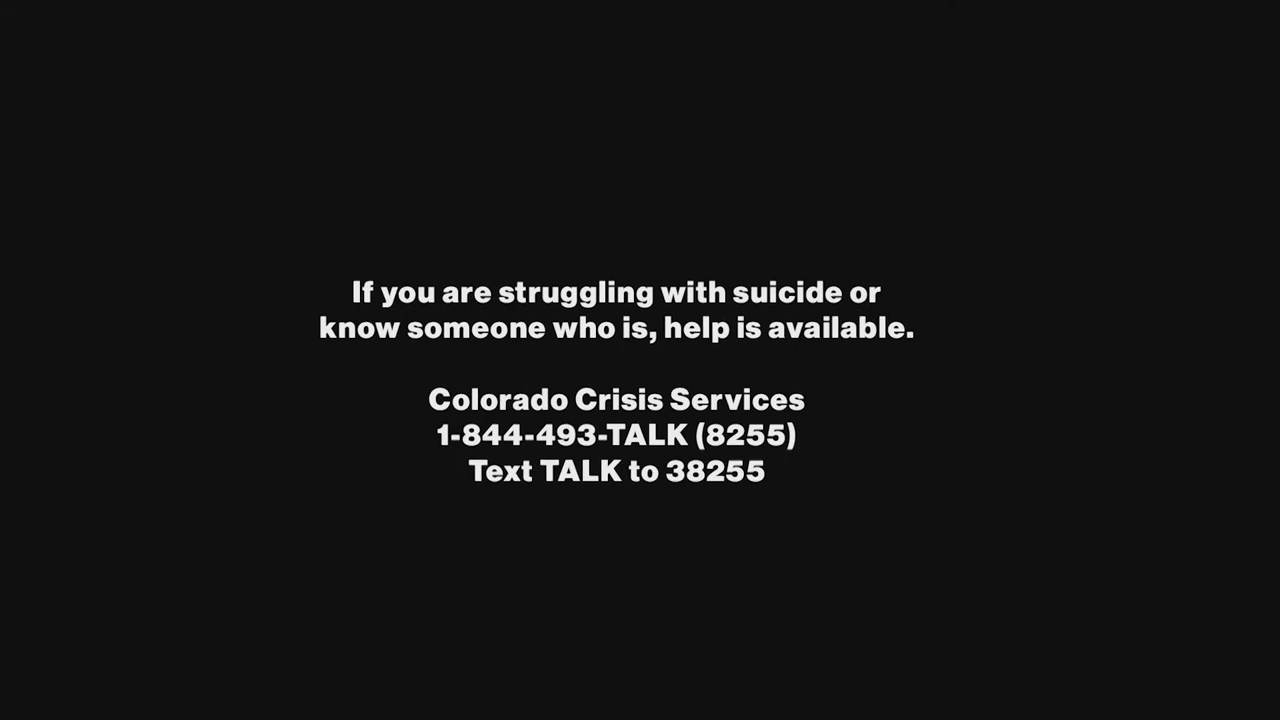 If you are struggling with suicide or
know someone who is, help is available.
Colorado Crisis Services
1-844-493-TALK (8255)
Text TALK to 38255